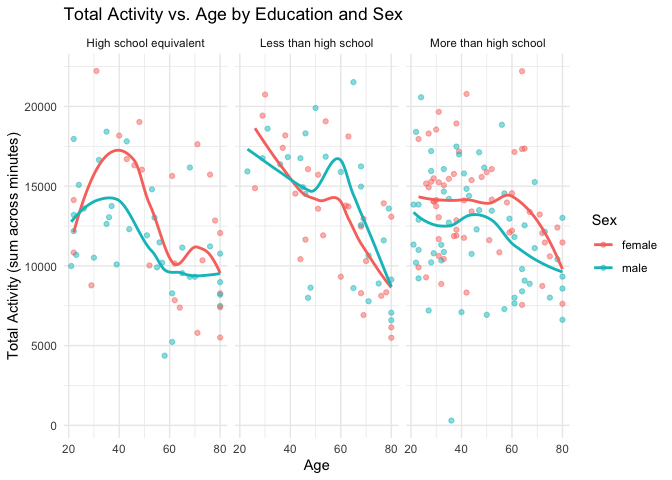 Total Activity vs. Age by Education and Sex
High school equivalent
Less than high school
More than high school
Total Activity (sum across minutes)
20000
15000
10000
5000
0
20 40 60 80
20 40 60 80
20 40 60 80
Age
Sex
female
male